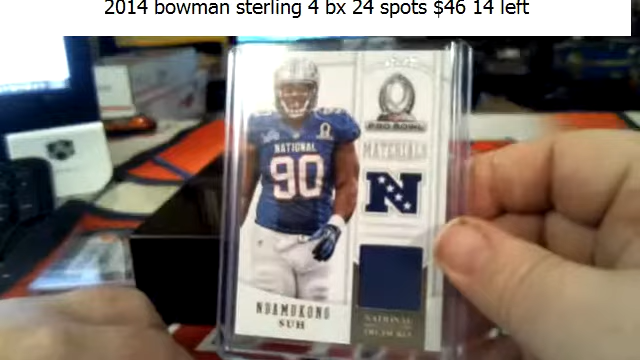 2014 bowman sterling 4 bx 24 spots $46 14 left
PRO BOWL
MATERIALS
NATIONAL
90
N
NDAMUKONG
SUH
NATIONAL